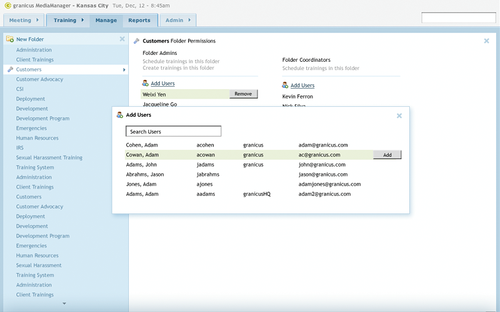 granicus MediaManager - Kansas City Tue, Dec, 12 - 8:45am
Meeting Training Manage Reports Admin
New Folder
Administration
Client Trainings
Customers
Customer Advocacy
CSI
Deployment
Development
Development Program
Emergencies
Human Resources
IRS
Sexual Harassment Training
Training System
Administration
Client Trainings
Customers
Customer Advocacy
Deployment
Development
Development Program
Emergencies
Human Resources
Sexual Harassment Training
Training System
Administration
Client Trainings
Customers Folder Permissions
Folder Admins
Schedule trainings in this folder
Create trainings in this folder
Add Users
Weixi Yen Remove
Jacqueline Go
Folder Coordinators
Schedule trainings in this folder
Add Users
Kevin Ferron
Add Users
Search Users
Cohen, Adam acohen granicus adam@granicus.com
Cowan, Adam acowan granicus ac@granicus.com Add
Adams, John jadams granicus john@granicus.com
Abrahms, Jason jabrahms jason@granicus.com
Jones, Adam ajones adamjones@granicus.com
Adams, Adam aadams granicusHQ adam2@granicus.com